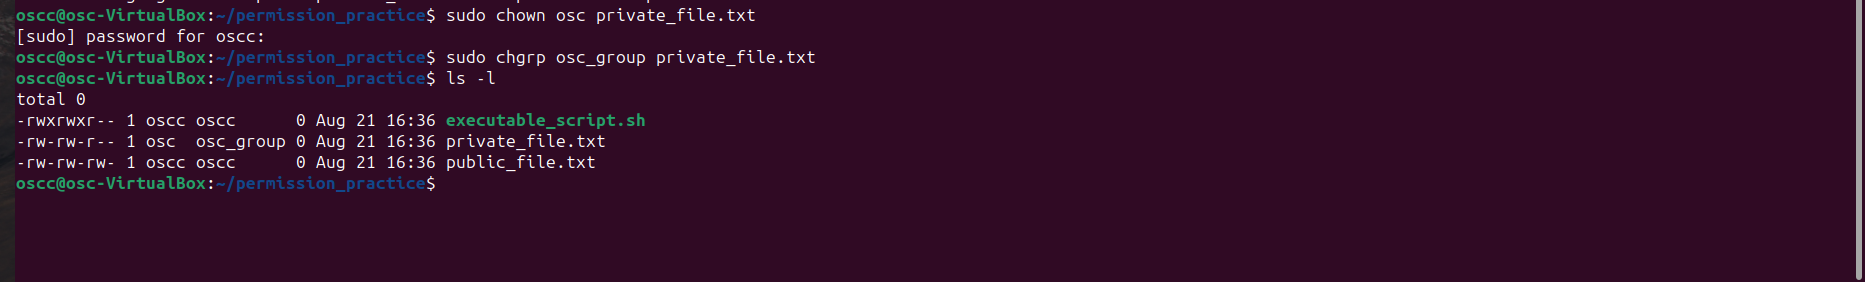 oscc@osc-VirtualBox:~/permission_practice$ sudo chown osc private_file.txt
[sudo] password for oscc:
oscc@osc-VirtualBox:~/permission_practice$ sudo chgrp osc_group private_file.txt
oscc@osc-VirtualBox:~/permission_practice$ ls -l
total 0
-rwxrwxr-- 1 oscc oscc      0 Aug 21 16:36 executable_script.sh
-rw-rw-r-- 1 osc  osc_group 0 Aug 21 16:36 private_file.txt
-rw-rw-rw- 1 oscc oscc      0 Aug 21 16:36 public_file.txt
oscc@osc-VirtualBox:~/permission_practice$